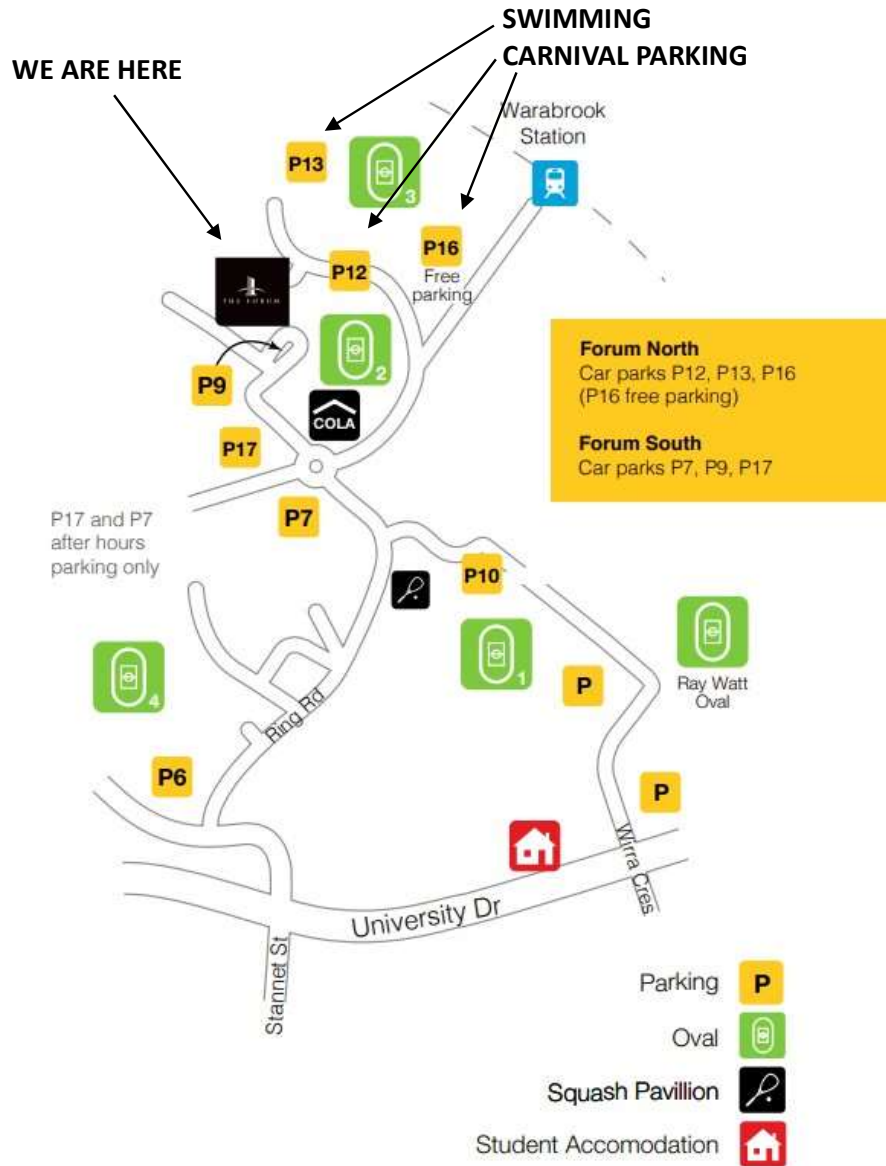 SWIMMING
CARNIVAL PARKING
WE ARE HERE
Warabrook
Station
P13
3
P16
Free
parking
P12
THE FORUM
2
P9
COLA
P17
Forum North
Car parks P12, P13, P16
(P16 free parking)
Forum South
Car parks P7, P9, P17
P7
P17 and P7
after hours
parking only
P10
1
Ray Watt
Oval
4
P
Ring Rd
P6
P
Wirra Cres
University Dr
Stannet St
Parking
P
Oval
Squash Pavillion
Student Accomodation